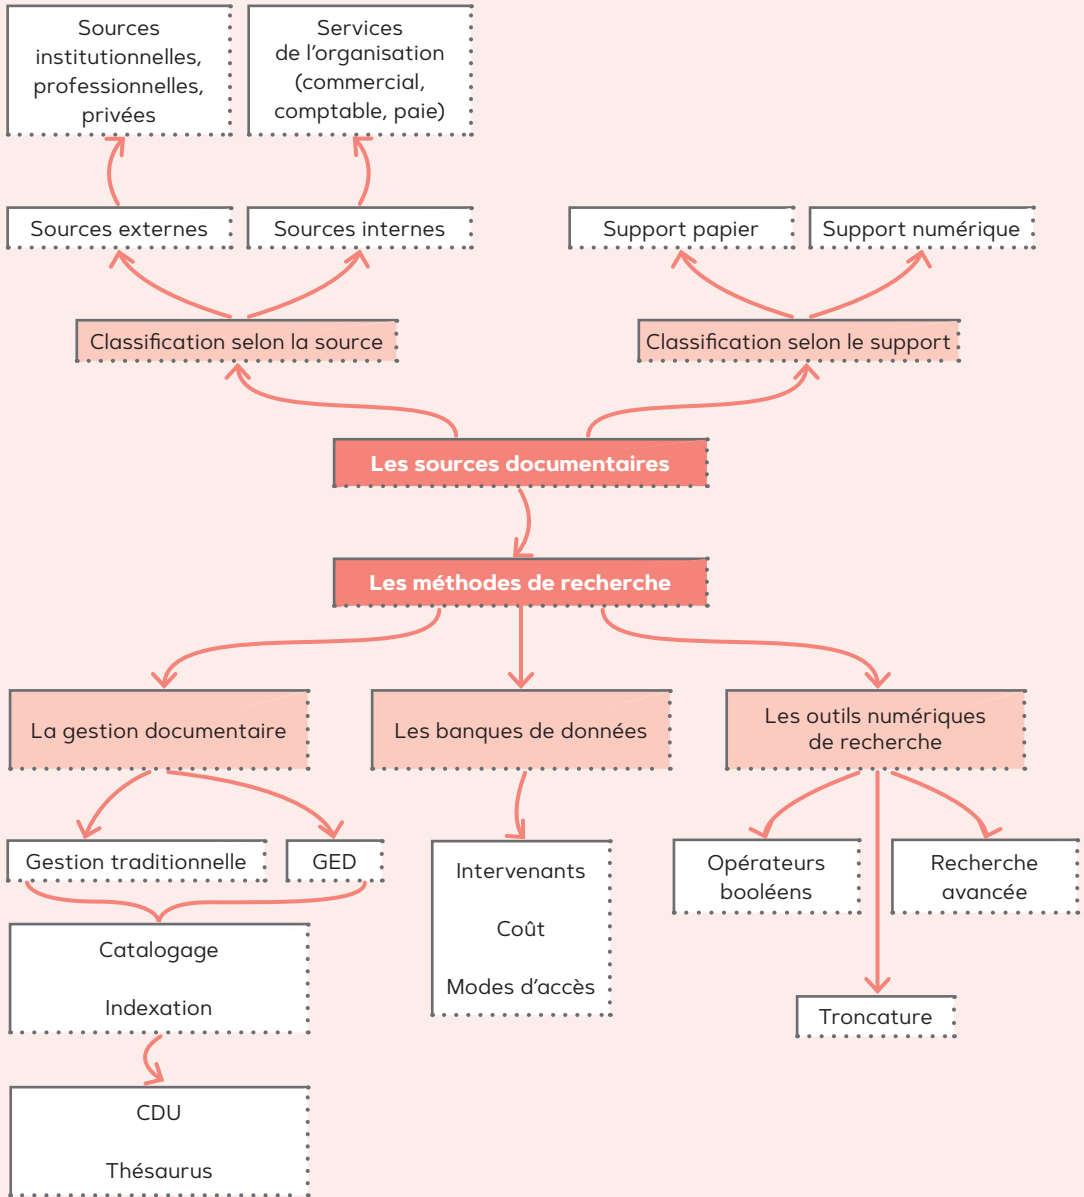 Sources
institutionnelles,
professionnelles,
privées
Services
de l'organisation
(commercial,
comptable, paie)
Sources externes
Sources internes
Support papier
Support numérique
Classification selon la source
Classification selon le support
Les sources documentaires
Les méthodes de recherche
La gestion documentaire
Les banques de données
Les outils numériques
de recherche
Gestion traditionnelle
GED
Intervenants
Coût
Modes d'accès
Opérateurs
booléens
Recherche
avancée
Catalogage
Indexation
Troncature
CDU
Thésaurus